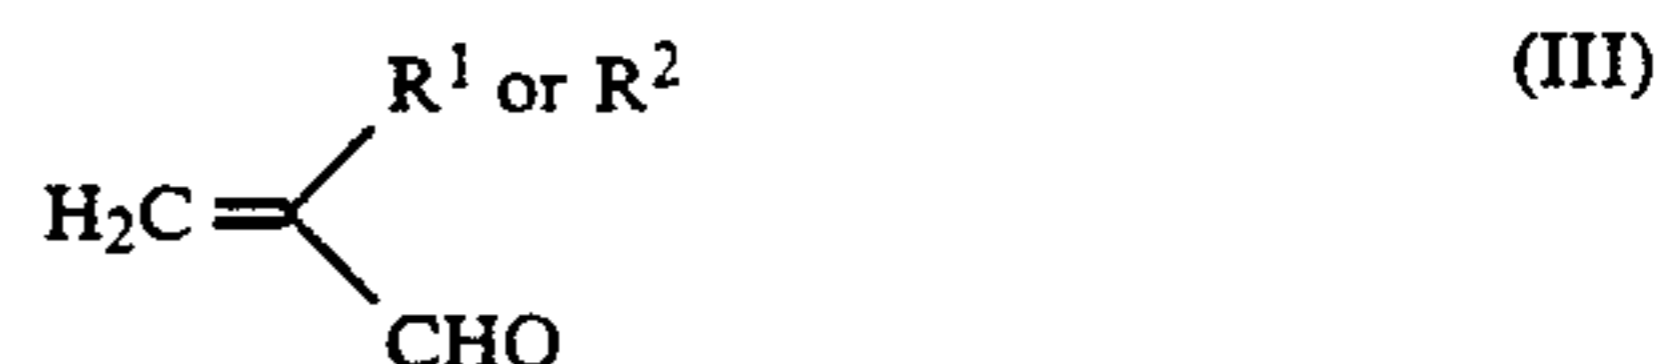 R¹ or R² (III)
H₂C
CHO